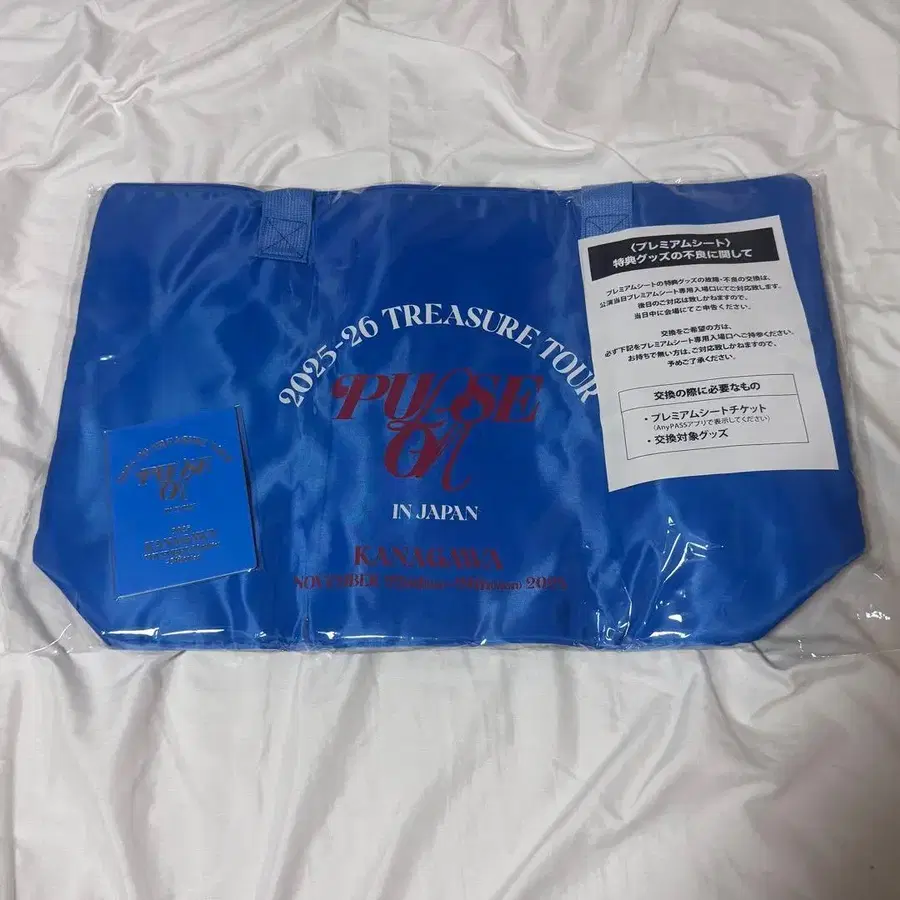 2025-26 TREASURE TOUR
PULSE
ON
IN JAPAN
KANAGAWA
NOVEMBER
〈プレミアムシート〉
特典グッズの不良に関して
プレミアムシートの特典グッズの故障・不良の交換は、
公演当日プレミアムシート専用入場口にてご対応致します。
後日のご対応は致しかねますので、
当日中に会場にてご申告ください。
交換をご希望の方は、
必ず下記をプレミアムシート専用入場口へご持参ください。
お持ちで無い方は、ご対応致しかねますので、
予めご了承ください。
交換の際に必要なもの
・プレミアムシートチケット
(AnyPASSアプリで表示してください)
・交換対象グッズ
TREASURE
PULSE
ON